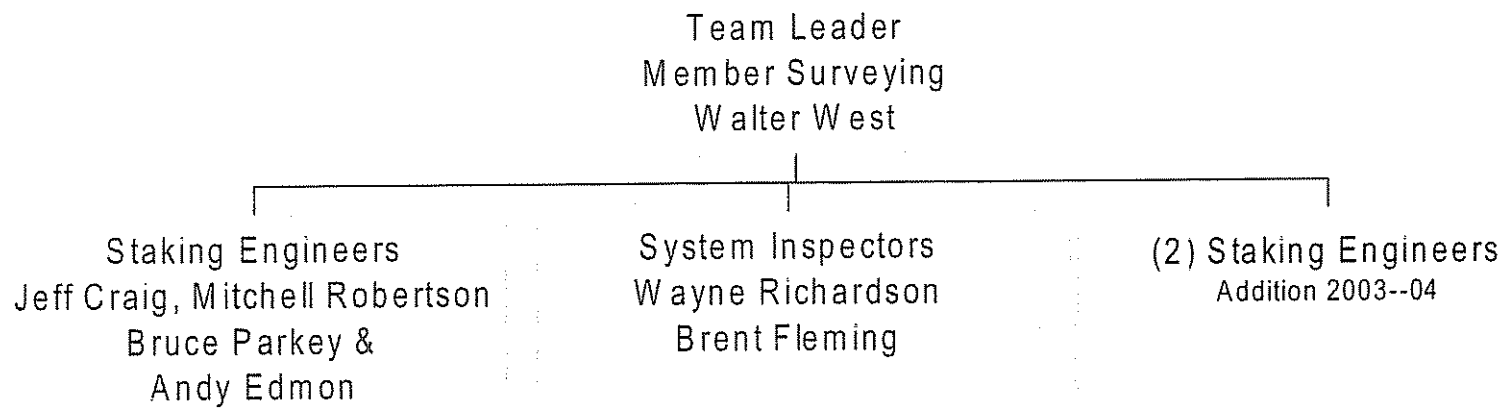 Team Leader
Member Surveying
Walter West
Staking Engineers
Jeff Craig, Mitchell Robertson
Bruce Parkey &
Andy Edmon
System Inspectors
Wayne Richardson
Brent Fleming
(2) Staking Engineers
Addition 2003--04